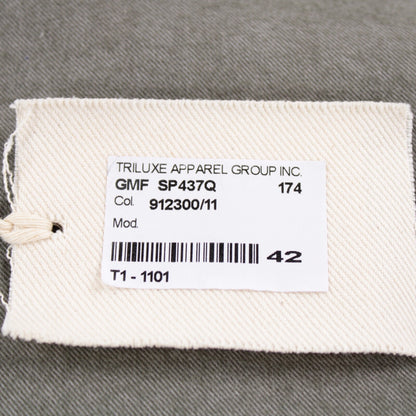 TRILUXE APPAREL GROUP INC.
GMF SP437Q 174
Col. 912300/11
Mod.
42
T1 - 1101